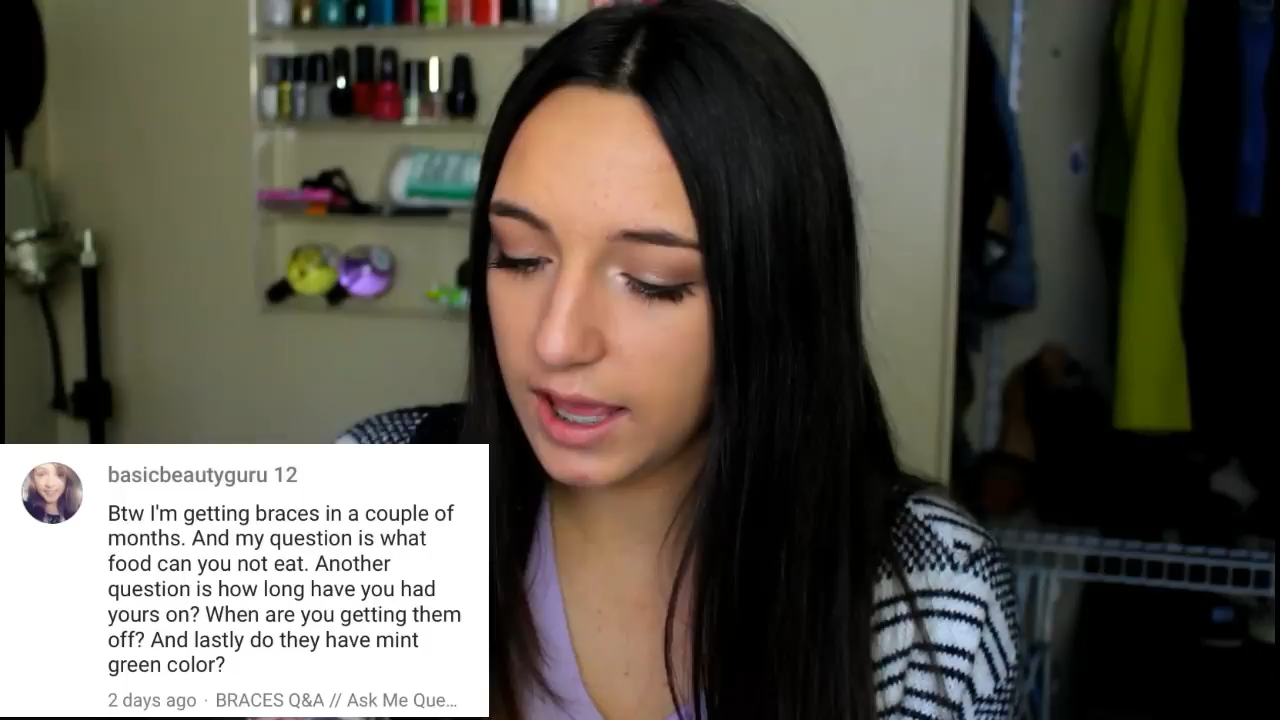 basicbeautyguru 12
Btw I'm getting braces in a couple of
months. And my question is what
food can you not eat. Another
question is how long have you had
yours on? When are you getting them
off? And lastly do they have mint
green color?
2 days ago · BRACES Q&A // Ask Me Que...